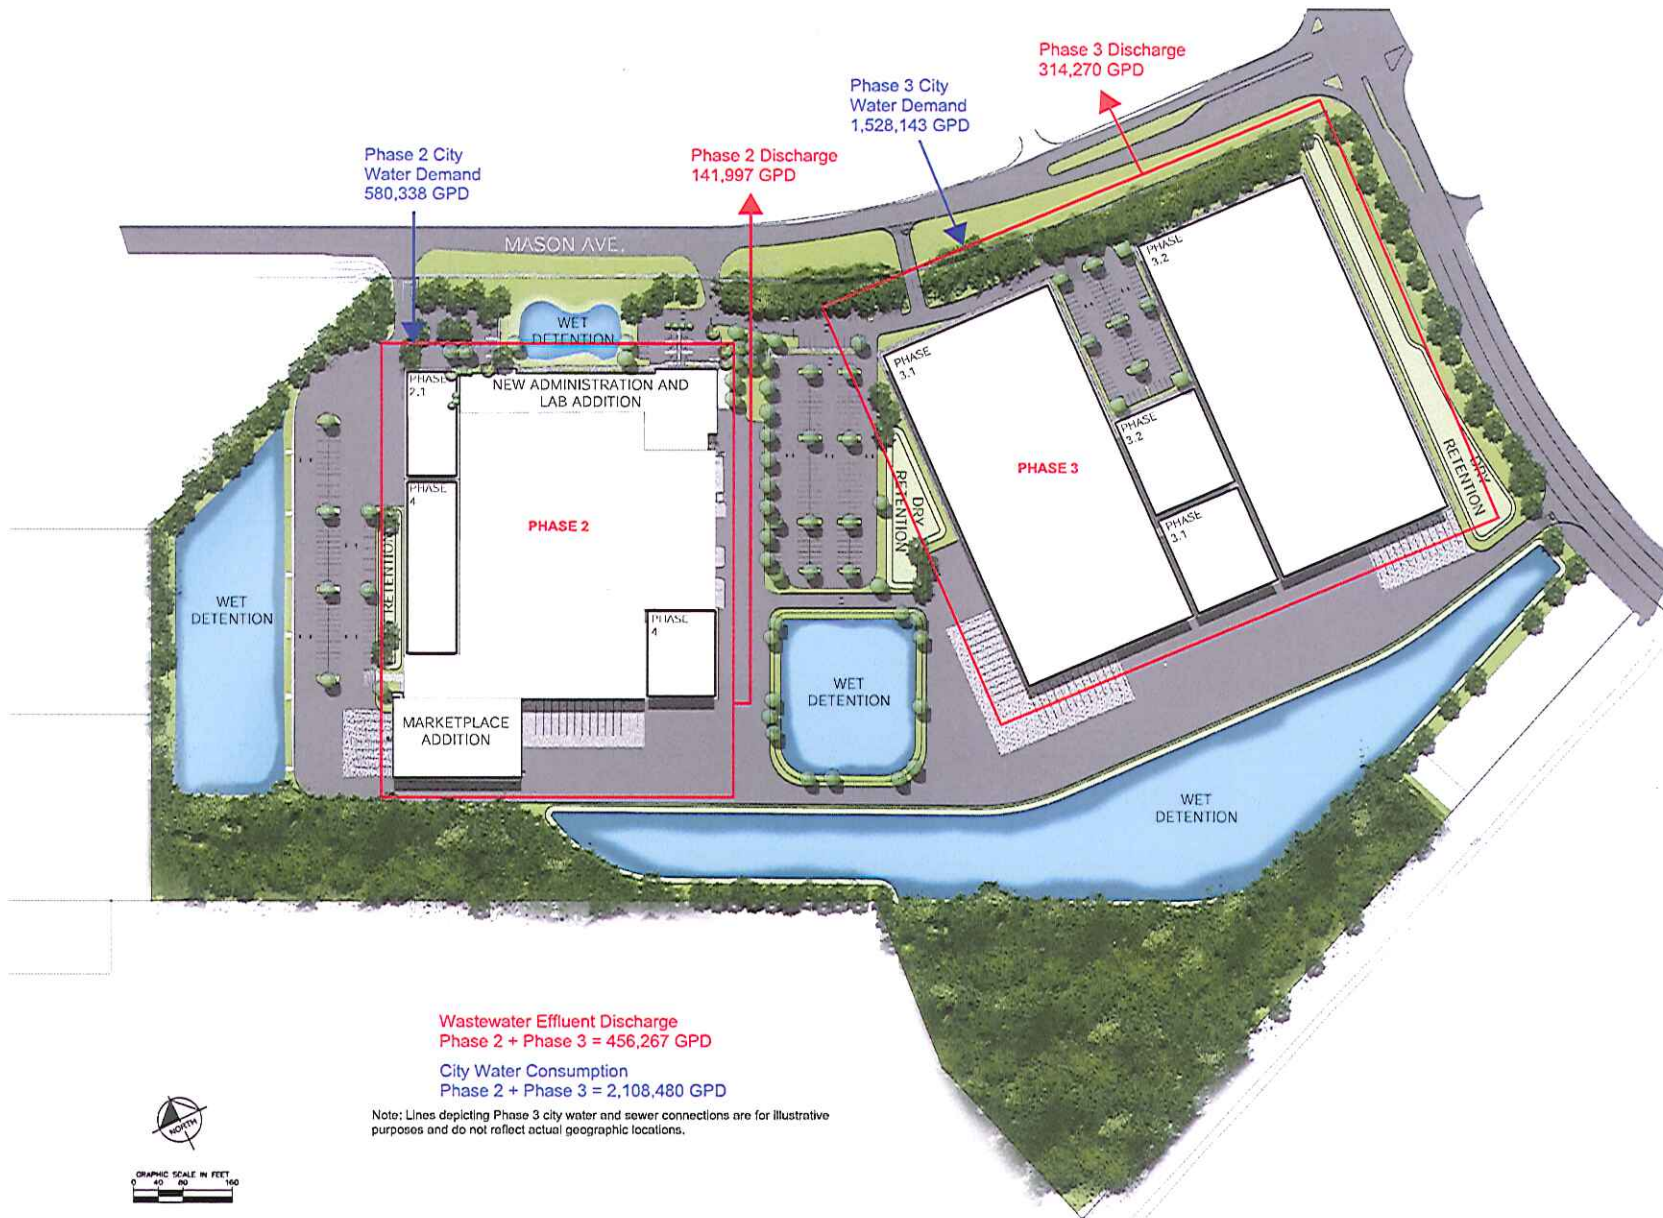 Phase 3 Discharge
314,270 GPD
Phase 3 City
Water Demand
1,528,143 GPD
Phase 2 City
Water Demand
580,338 GPD
Phase 2 Discharge
141,997 GPD
MASON AVE.
WET
DETENTION
PHASE
2.1
NEW ADMINISTRATION AND
LAB ADDITION
PHASE
3.1
PHASE
3.2
PHASE
3.2
PHASE
3.1
PHASE 3
DRY
RETENTION
DRY
RETENTION
PHASE
4
PHASE 2
RETENTION
WET
DETENTION
PHASE
4
MARKETPLACE
ADDITION
WET
DETENTION
WET
DETENTION
Wastewater Effluent Discharge
Phase 2 + Phase 3 = 456,267 GPD
City Water Consumption
Phase 2 + Phase 3 = 2,108,480 GPD
Note: Lines depicting Phase 3 city water and sewer connections are for illustrative
purposes and do not reflect actual geographic locations.
NORTH
GRAPHIC SCALE IN FEET
0 40 80 160